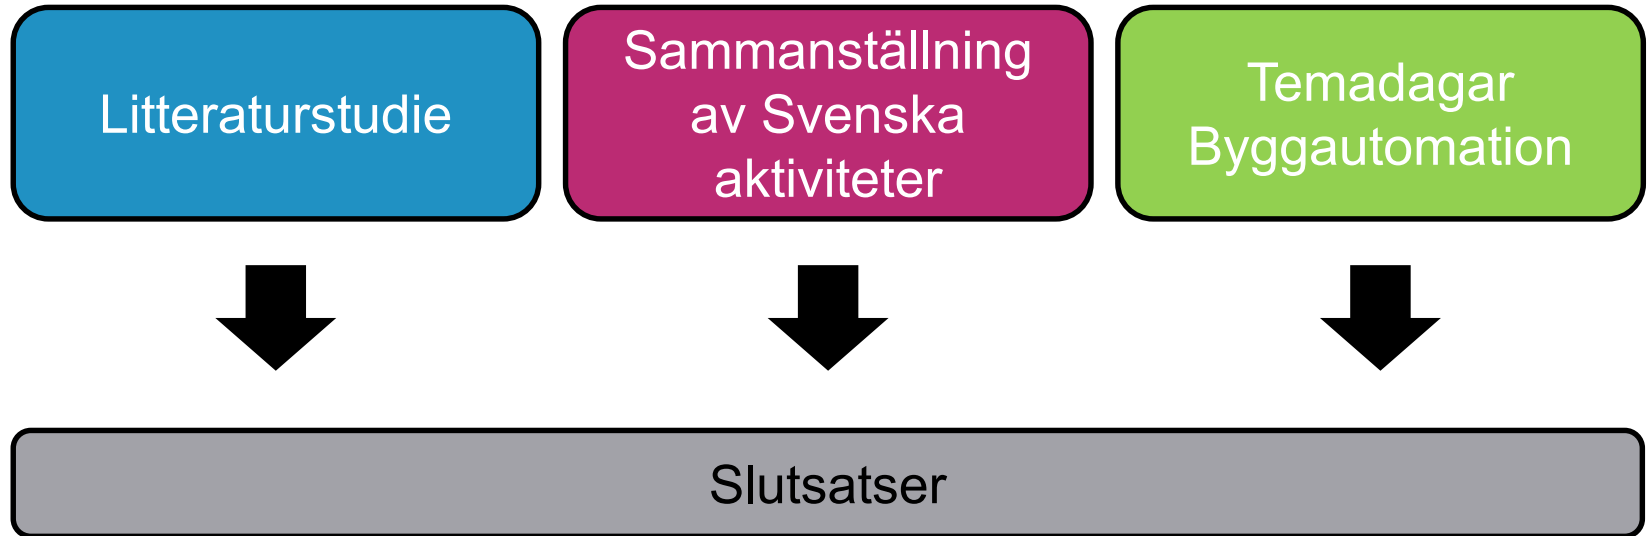 Litteraturstudie
Sammanställning
av Svenska
aktiviteter
Temadagar
Byggautomation
Slutsatser